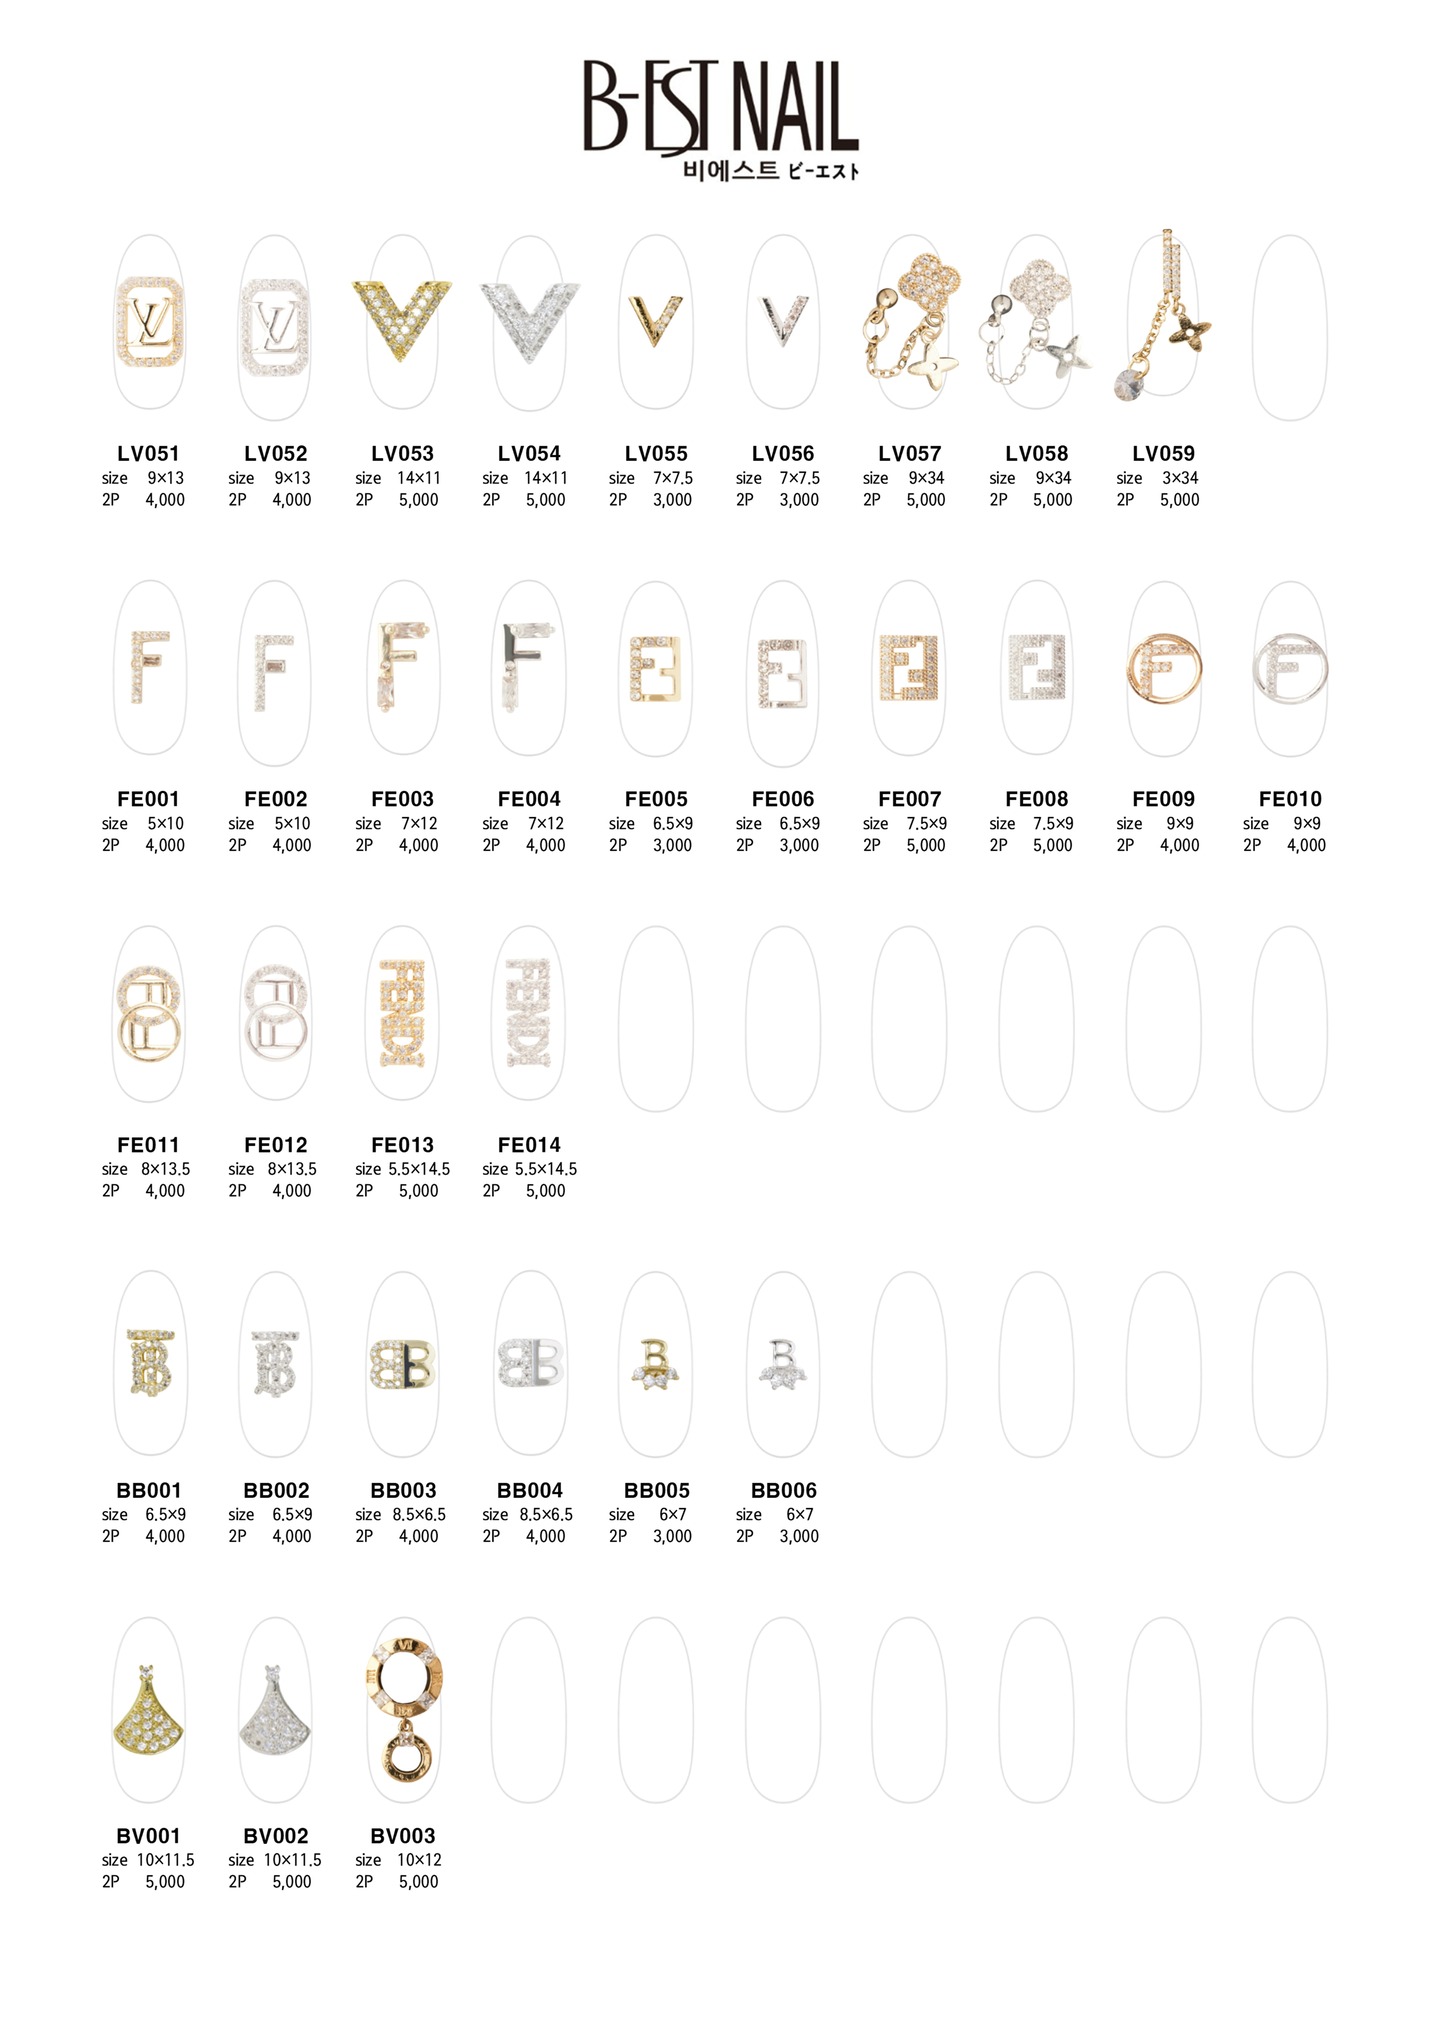 B-EST NAIL
비에스트 ビーエスト
LV051 LV052 LV053 LV054 LV055 LV056 LV057 LV058 LV059
size 9×13 size 9×13 size 14×11 size 14×11 size 7×7.5 size 7×7.5 size 9×34 size 9×34 size 3×34
2P 4,000 2P 4,000 2P 5,000 2P 5,000 2P 3,000 2P 3,000 2P 5,000 2P 5,000 2P 5,000
FE001 FE002 FE003 FE004 FE005 FE006 FE007 FE008 FE009 FE010
size 5×10 size 5×10 size 7×12 size 7×12 size 6.5×9 size 6.5×9 size 7.5×9 size 7.5×9 size 9×9 size 9×9
2P 4,000 2P 4,000 2P 4,000 2P 4,000 2P 3,000 2P 3,000 2P 5,000 2P 5,000 2P 4,000 2P 4,000
FENDI FENDI
FE011 FE012 FE013 FE014
size 8×13.5 size 8×13.5 size 5.5×14.5 size 5.5×14.5
2P 4,000 2P 4,000 2P 5,000 2P 5,000
BB001 BB002 BB003 BB004 BB005 BB006
size 6.5×9 size 6.5×9 size 8.5×6.5 size 8.5×6.5 size 6×7 size 6×7
2P 4,000 2P 4,000 2P 4,000 2P 4,000 2P 3,000 2P 3,000
BV001 BV002 BV003
size 10×11.5 size 10×11.5 size 10×12
2P 5,000 2P 5,000 2P 5,000